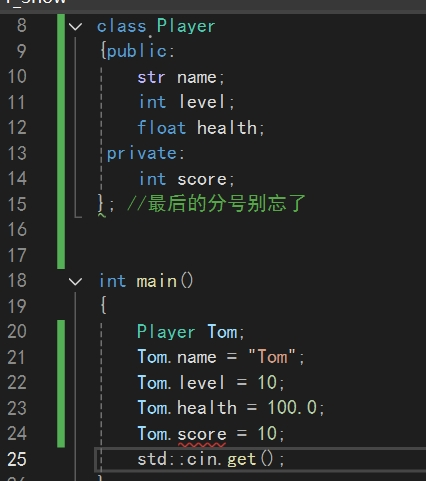 8 class Player
9 {public:
10 str name;
11 int level;
12 float health;
13 private:
14 int score;
15 }; //最后的分号别忘了
16
17
18 int main()
19 {
20 Player Tom;
21 Tom.name = "Tom";
22 Tom.level = 10;
23 Tom.health = 100.0;
24 Tom.score = 10;
25 std::cin.get();
26